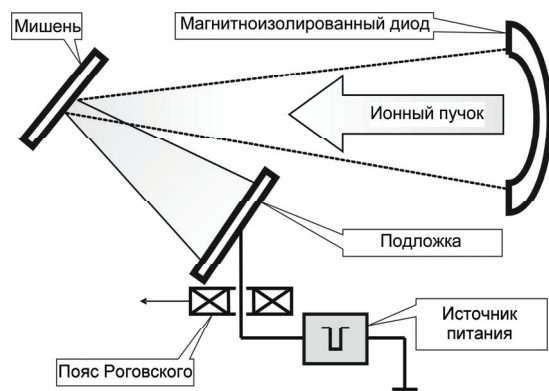 Мишень
Магнитноизолированный диод
Ионный пучок
Подложка
Источник
питания
Пояс Роговского